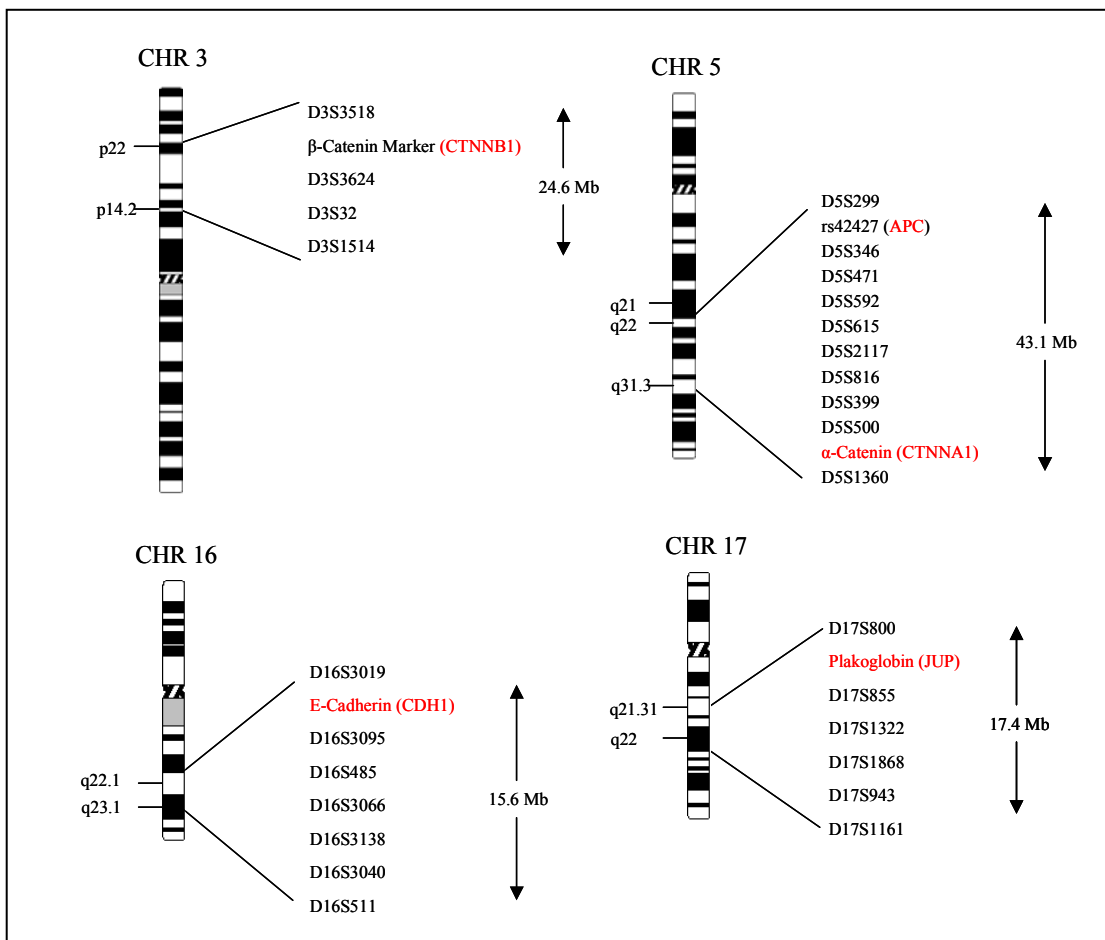 CHR 3
D3S3518
β-Catenin Marker (CTNNB1)
D3S3624
D3S32
D3S1514
p22
p14.2
24.6 Mb
CHR 5
D5S299
rs42427 (APC)
D5S346
D5S471
D5S592
D5S615
D5S2117
D5S816
D5S399
D5S500
α-Catenin (CTNNA1)
D5S1360
q21
q22
q31.3
43.1 Mb
CHR 16
D16S3019
E-Cadherin (CDH1)
D16S3095
D16S485
D16S3066
D16S3138
D16S3040
D16S511
q22.1
q23.1
15.6 Mb
CHR 17
D17S800
Plakoglobin (JUP)
D17S855
D17S1322
D17S1868
D17S943
D17S1161
q21.31
q22
17.4 Mb